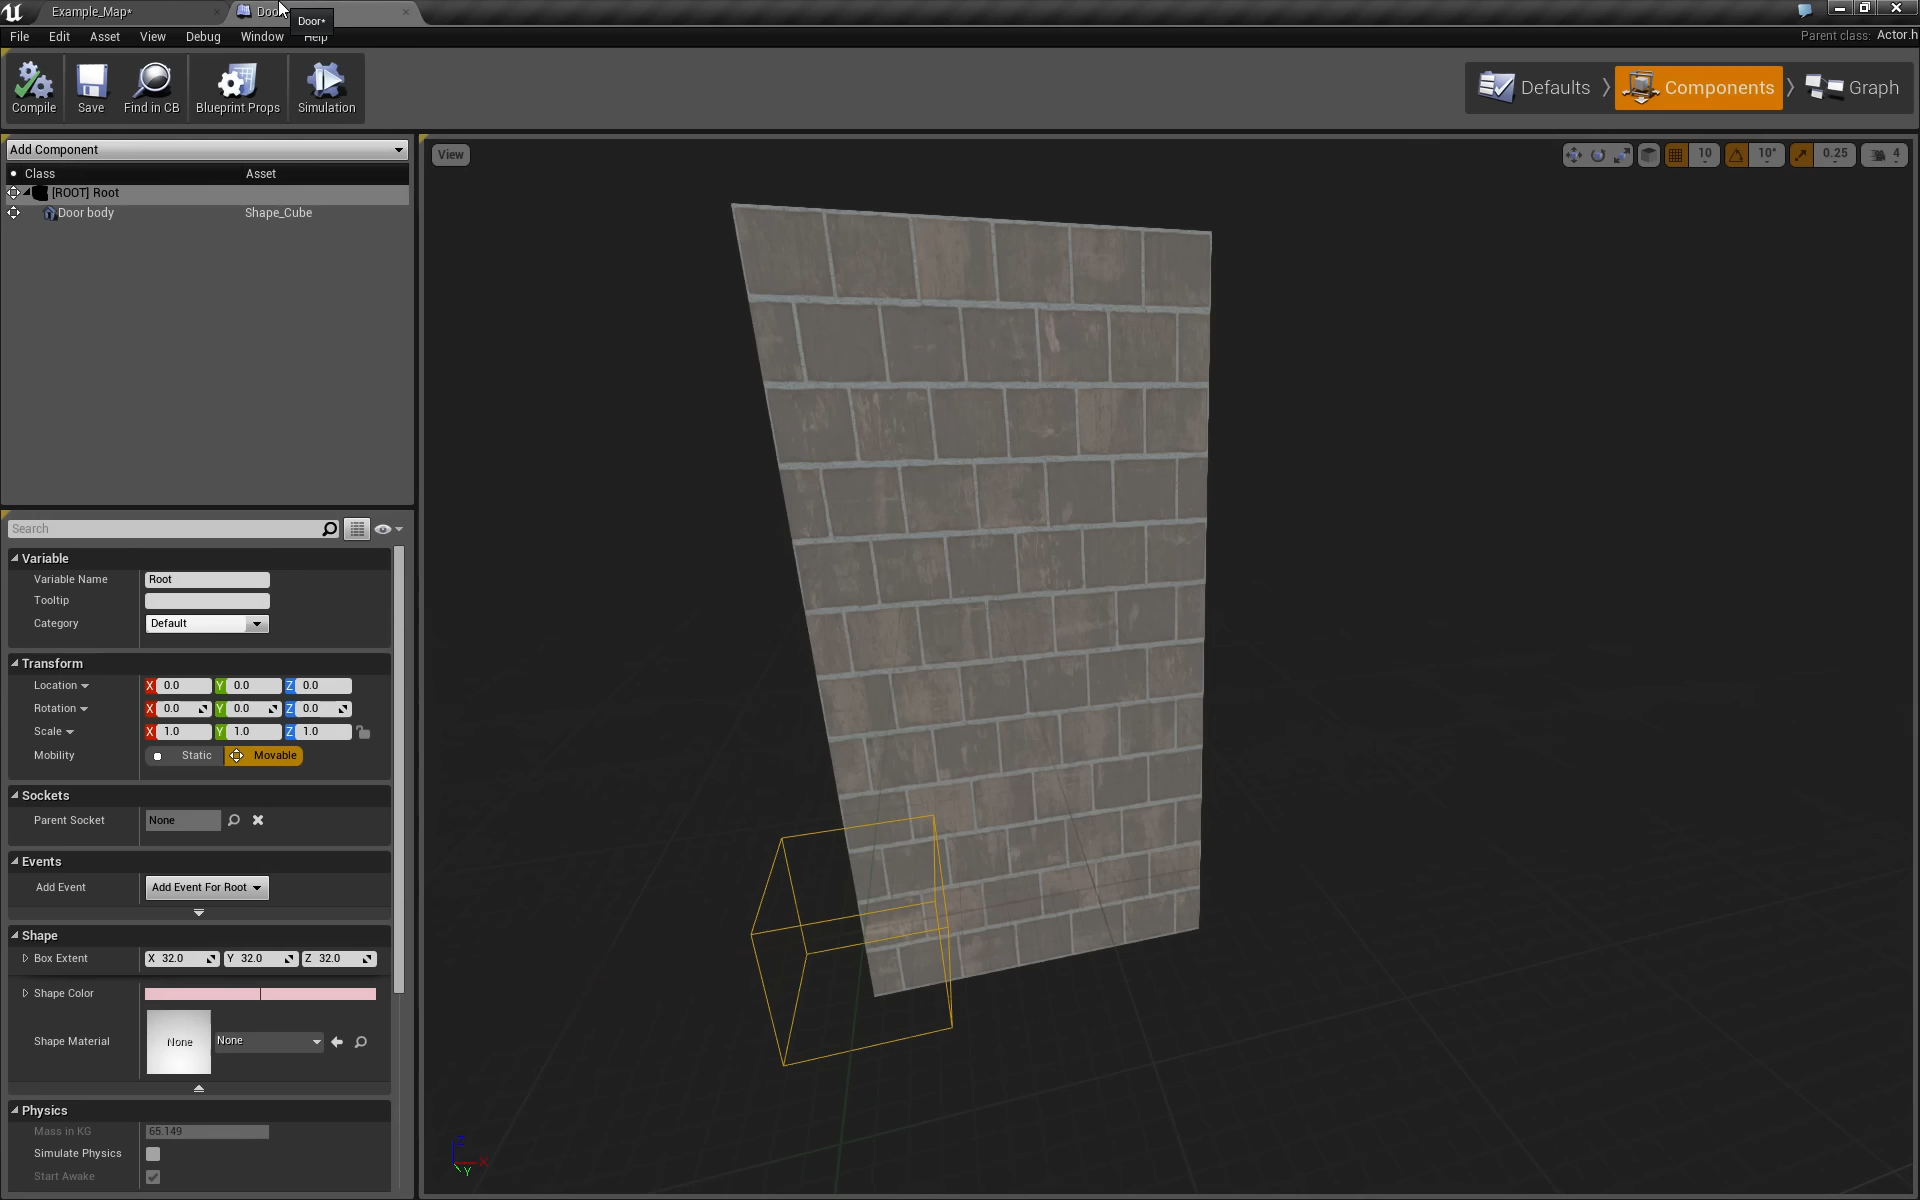 Example_Map*
Door*
File Edit Asset View Debug Window Help
Parent class: Actor.h
Compile Save Find in CB Blueprint Props Simulation
Defaults Components Graph
Add Component
Class Asset
[ROOT] Root
Door body Shape_Cube
View
10 10° 0.25 4
Search
Variable
Variable Name Root
Tooltip
Category Default
Transform
Location X 0.0 Y 0.0 Z 0.0
Rotation X 0.0 Y 0.0 Z 0.0
Scale X 1.0 Y 1.0 Z 1.0
Mobility Static Movable
Sockets
Parent Socket None
Events
Add Event Add Event For Root
Shape
Box Extent X 32.0 Y 32.0 Z 32.0
Shape Color
Shape Material None None
Physics
Mass in KG 65.149
Simulate Physics
Start Awake
Z
X
Y